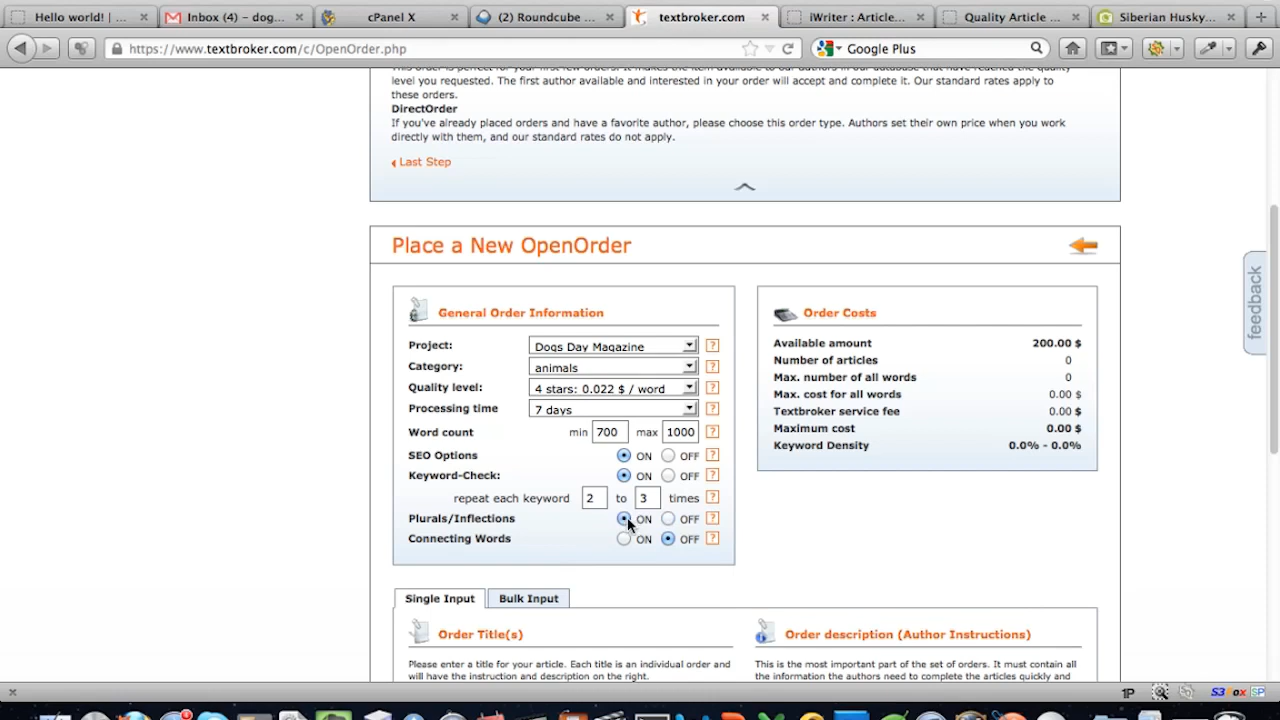 Hello world! | ...
Inbox (4) – dog...
cPanel X
(2) Roundcube ...
textbroker.com
iWriter : Article...
Quality Article ...
Siberian Husky...
https://www.textbroker.com/c/OpenOrder.php
Google Plus
level you requested. The first author available and interested in your order will accept and complete it. Our standard rates apply to
these orders.
DirectOrder
If you've already placed orders and have a favorite author, please choose this order type. Authors set their own price when you work
directly with them, and our standard rates do not apply.
Last Step
Place a New OpenOrder
General Order Information
Project: Dogs Day Magazine ?
Category: animals ?
Quality level: 4 stars: 0.022 $ / word ?
Processing time 7 days ?
Word count min 700 max 1000 ?
SEO Options ON OFF ?
Keyword-Check: ON OFF ?
repeat each keyword 2 to 3 times ?
Plurals/Inflections ON OFF ?
Connecting Words ON OFF ?
Order Costs
Available amount 200.00 $
Number of articles 0
Max. number of all words 0
Max. cost for all words 0.00 $
Textbroker service fee 0.00 $
Maximum cost 0.00 $
Keyword Density 0.0% - 0.0%
feedback
Single Input
Bulk Input
Order Title(s)
Please enter a title for your article. Each title is an individual order and
will have the instruction and description on the right.
Order description (Author Instructions)
This is the most important part of the set of orders. It must contain all
the information the authors need to complete the articles quickly and
1P
S3Fox
SP